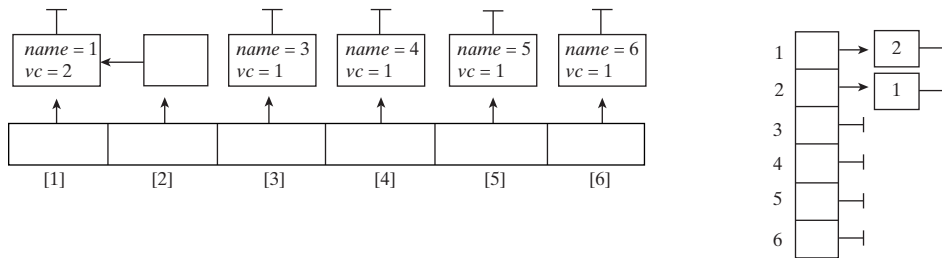 name = 1
vc = 2
name = 3
vc = 1
name = 4
vc = 1
name = 5
vc = 1
name = 6
vc = 1
[1] [2] [3] [4] [5] [6]
1 2
2 1
3
4
5
6